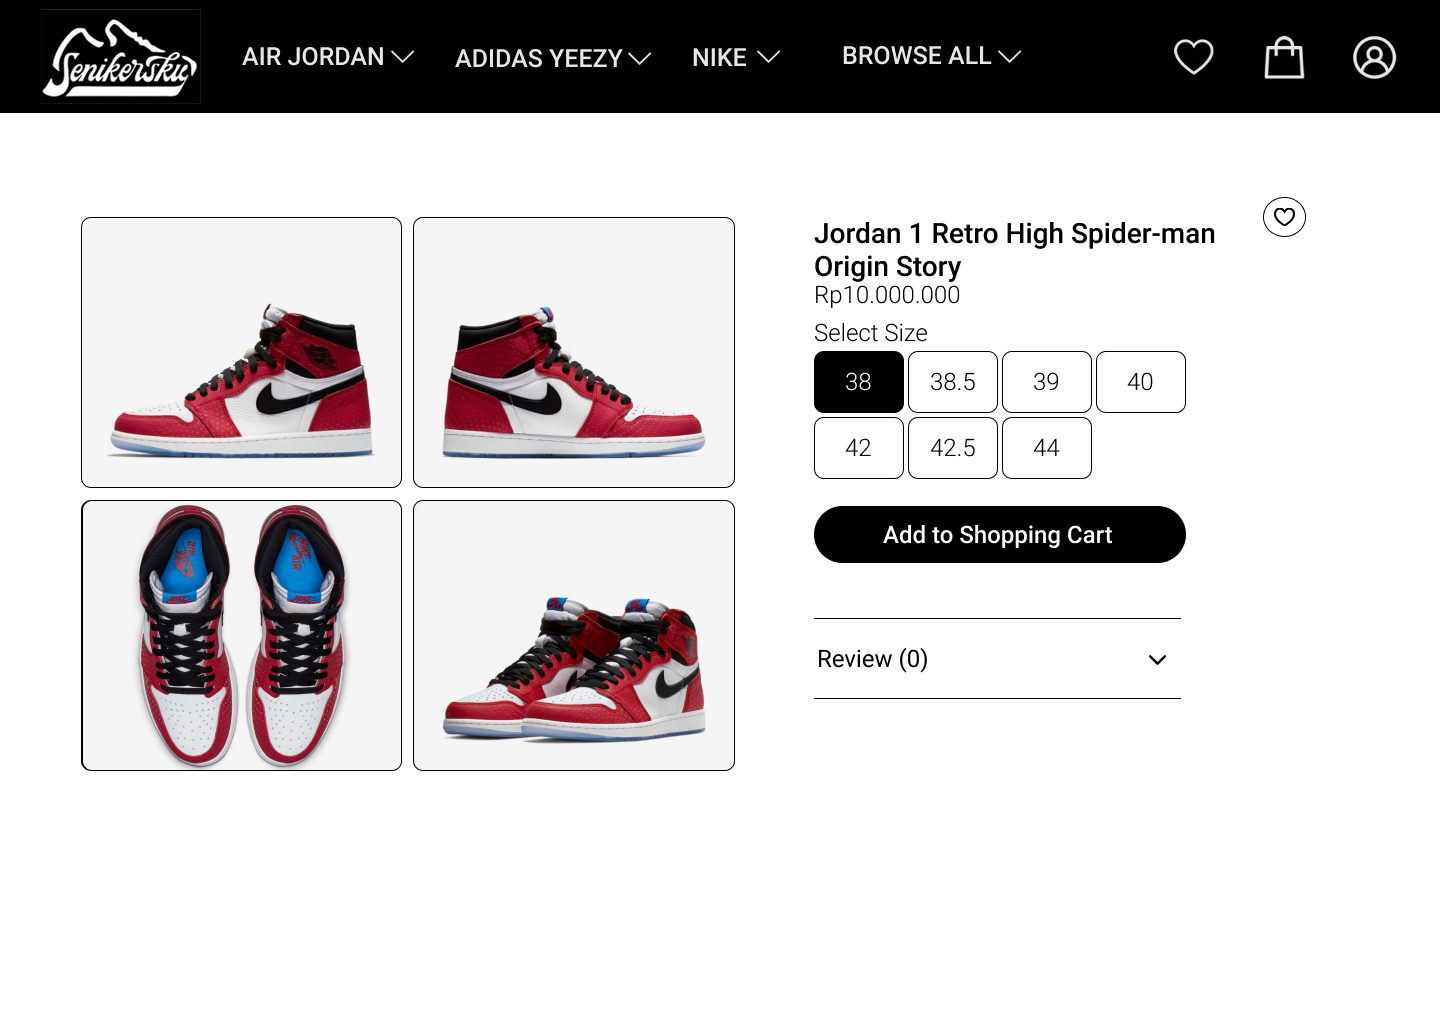 Senikersku
AIR JORDAN
ADIDAS YEEZY
NIKE
BROWSE ALL
Jordan 1 Retro High Spider-man
Origin Story
Rp10.000.000
Select Size
38
38.5
39
40
42
42.5
44
Add to Shopping Cart
Review (0)